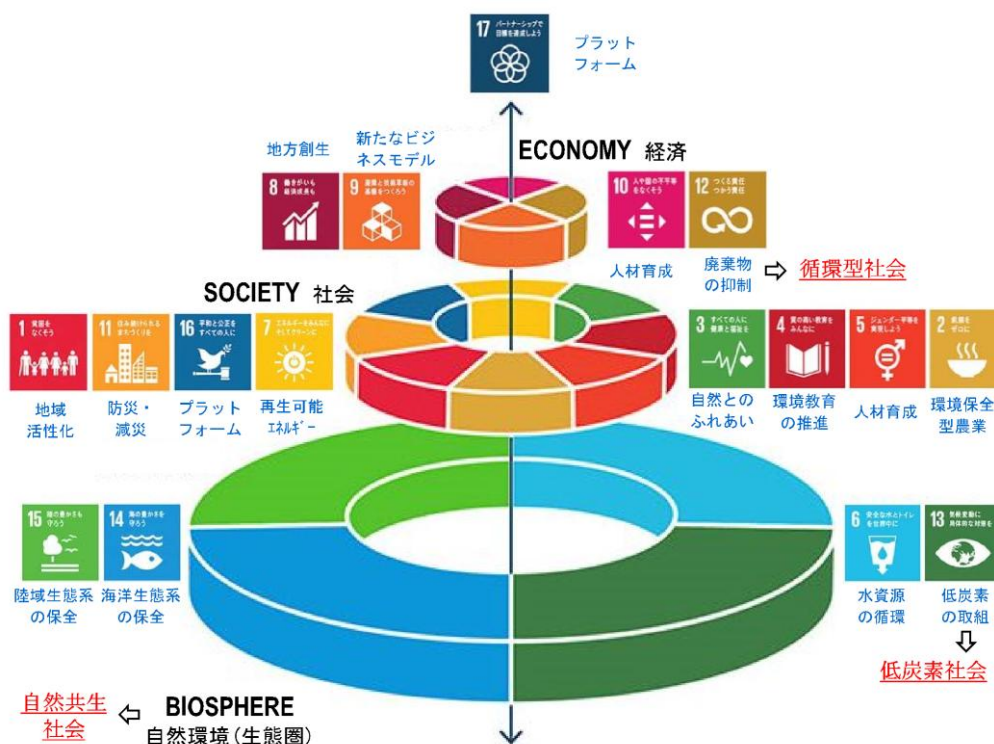 17 パートナーシップで
目標を達成しよう
プラット
フォーム
ECONOMY 経済
地方創生
新たなビジ
ネスモデル
8 働きがいも
経済成長も
9 産業と技術革新の
基盤をつくろう
10 人や国の不平等
をなくそう
12 つくる責任
つかう責任
人材育成
廃棄物
の抑制
循環型社会
SOCIETY 社会
1 貧困を
なくそう
11 住み続けられる
まちづくりを
16 平和と公正を
すべての人に
7 エネルギーをみんなに
そしてクリーンに
地域
活性化
防災・
減災
プラット
フォーム
再生可能
エネルギー
3 すべての人に
健康と福祉を
4 質の高い教育を
みんなに
5 ジェンダー平等を
実現しよう
2 飢餓を
ゼロに
自然との
ふれあい
環境教育
の推進
人材育成
環境保全
型農業
15 陸の豊かさも
守ろう
14 海の豊かさを
守ろう
陸域生態系
の保全
海洋生態系
の保全
6 安全な水とトイレ
を世界中に
13 気候変動に
具体的な対策を
水資源
の循環
低炭素
の取組
低炭素社会
自然共生
社会
BIOSPHERE
自然環境(生態圏)